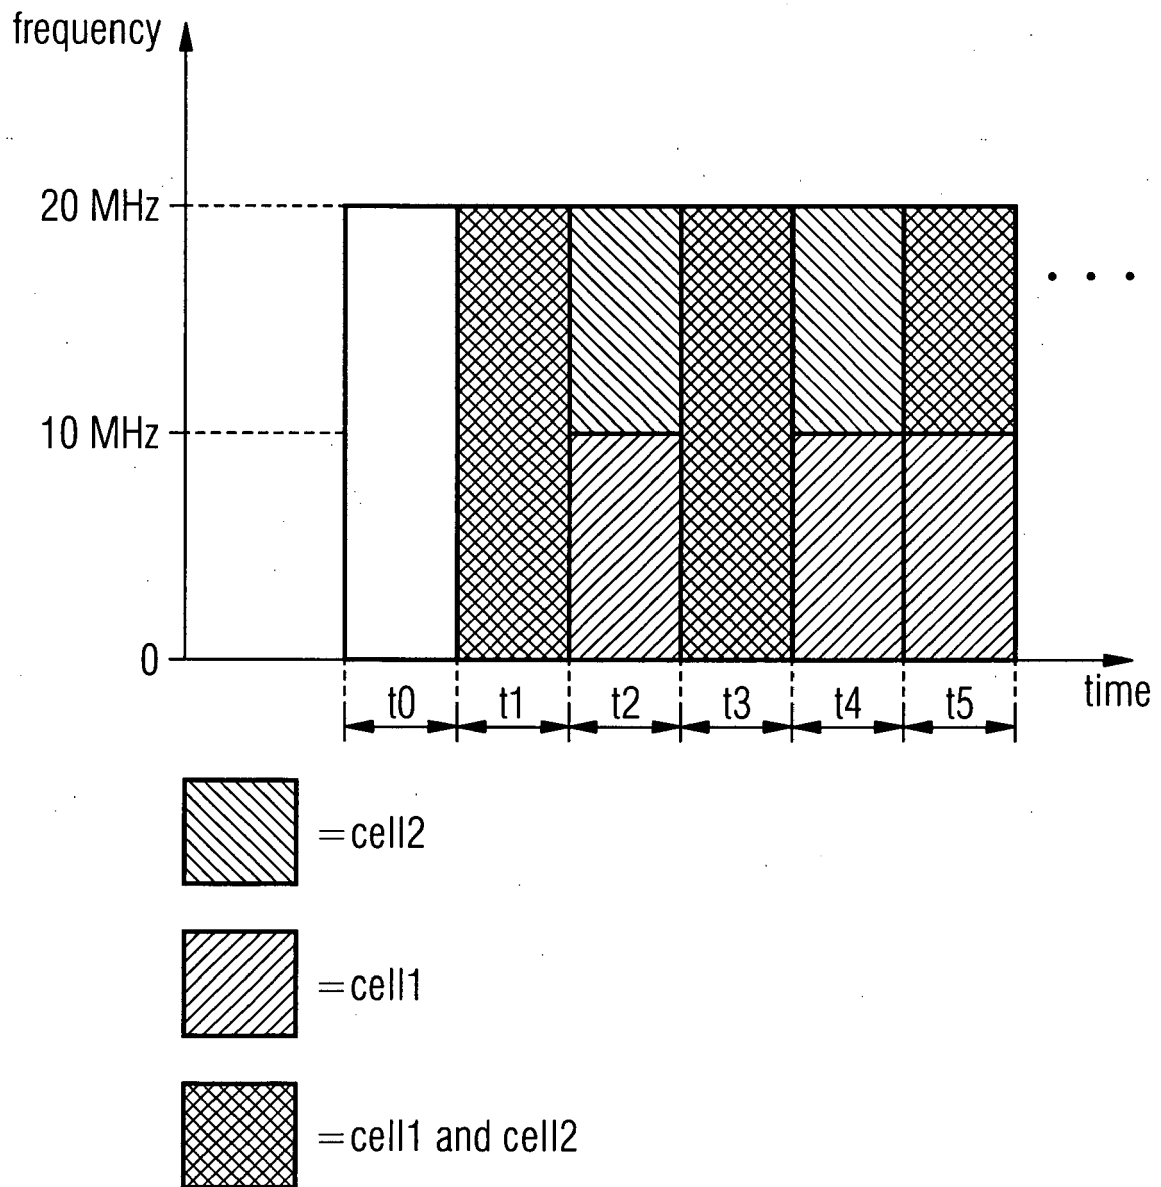 frequency
20 MHz
10 MHz
0
t0 t1 t2 t3 t4 t5
time
=cell2
=cell1
=cell1 and cell2